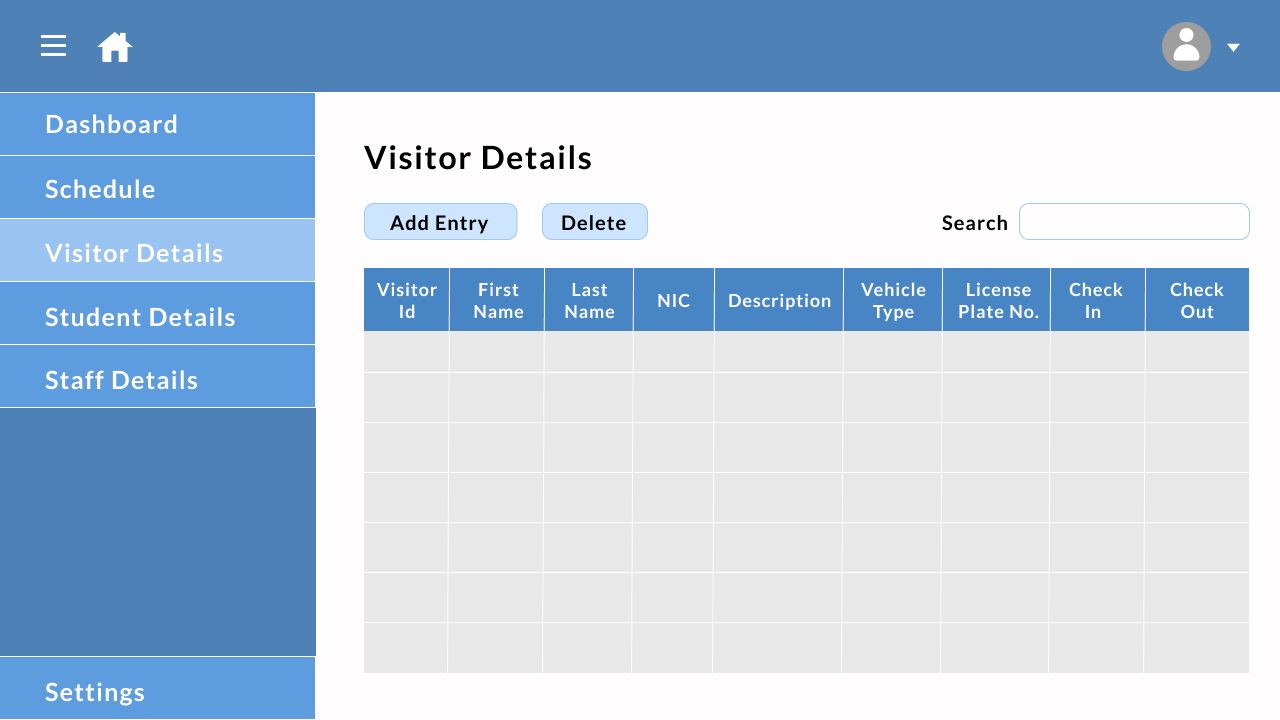 Dashboard
Schedule
Visitor Details
Student Details
Staff Details
Settings
Visitor Details
Add Entry
Delete
Search
Visitor
Id
First
Name
Last
Name
NIC
Description
Vehicle
Type
License
Plate No.
Check
In
Check
Out